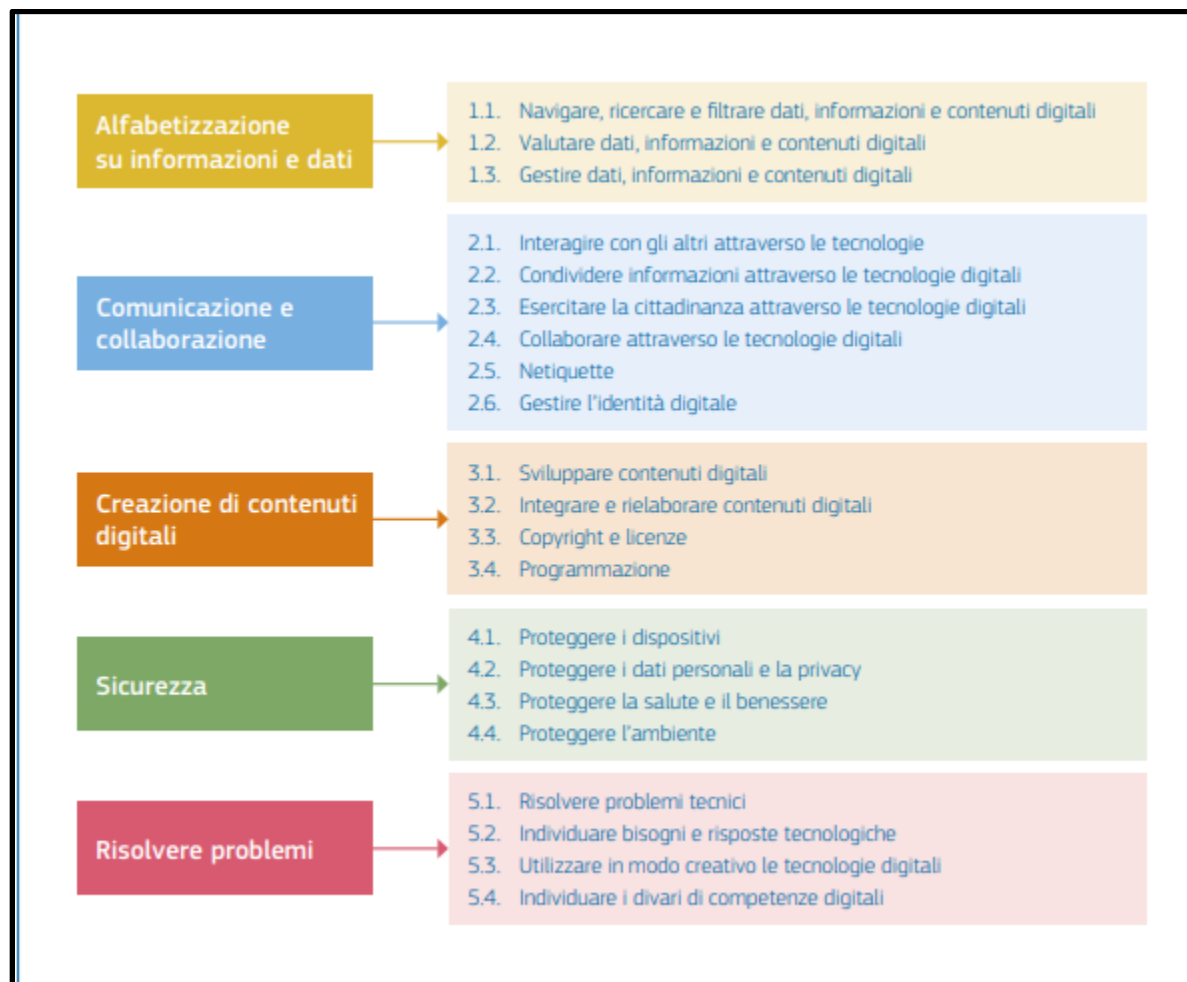 Alfabetizzazione
su informazioni e dati
1.1. Navigare, ricercare e filtrare dati, informazioni e contenuti digitali
1.2. Valutare dati, informazioni e contenuti digitali
1.3. Gestire dati, informazioni e contenuti digitali
Comunicazione e
collaborazione
2.1. Interagire con gli altri attraverso le tecnologie
2.2. Condividere informazioni attraverso le tecnologie digitali
2.3. Esercitare la cittadinanza attraverso le tecnologie digitali
2.4. Collaborare attraverso le tecnologie digitali
2.5. Netiquette
2.6. Gestire l'identità digitale
Creazione di contenuti
digitali
3.1. Sviluppare contenuti digitali
3.2. Integrare e rielaborare contenuti digitali
3.3. Copyright e licenze
3.4. Programmazione
Sicurezza
4.1. Proteggere i dispositivi
4.2. Proteggere i dati personali e la privacy
4.3. Proteggere la salute e il benessere
4.4. Proteggere l'ambiente
Risolvere problemi
5.1. Risolvere problemi tecnici
5.2. Individuare bisogni e risposte tecnologiche
5.3. Utilizzare in modo creativo le tecnologie digitali
5.4. Individuare i divari di competenze digitali